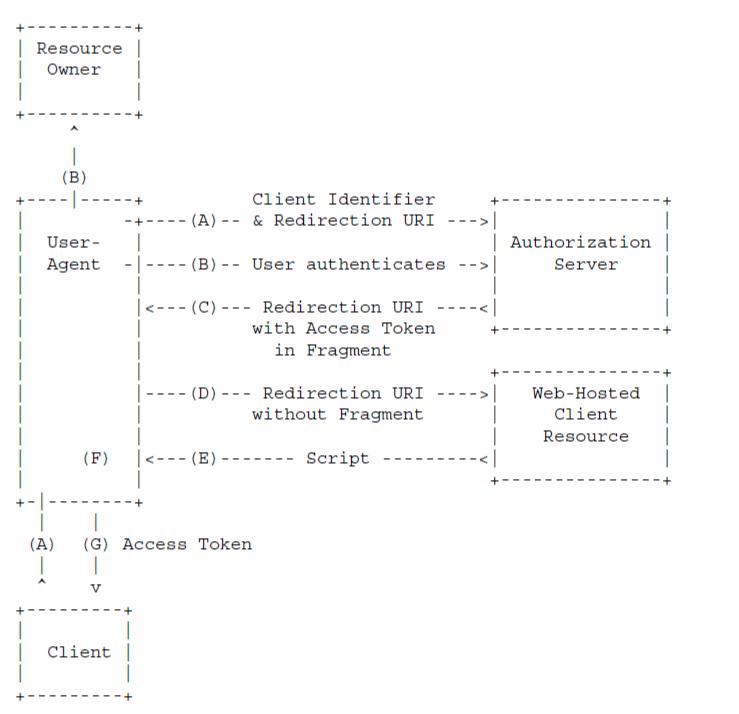 +----------+
| Resource |
|  Owner   |
|          |
+----------+
     ^
     |
    (B)
+----|-----+          Client Identifier     +---------------+
|         -+----(A)-- & Redirection URI --->|               |
|  User-   |                                | Authorization |
|  Agent  -|----(B)-- User authenticates -->|     Server    |
|          |                                |               |
|          |<---(C)--- Redirection URI ----<|               |
|          |          with Access Token     +---------------+
|          |            in Fragment
|          |                                +---------------+
|          |----(D)--- Redirection URI ---->|   Web-Hosted  |
|          |          without Fragment      |     Client    |
|          |                                |    Resource   |
|     (F)  |<---(E)------- Script ---------<|               |
|          |                                +---------------+
+-|--------+
  |    |
 (A)  (G) Access Token
  |    |
  ^    v
+---------+
|         |
|  Client |
|         |
+---------+